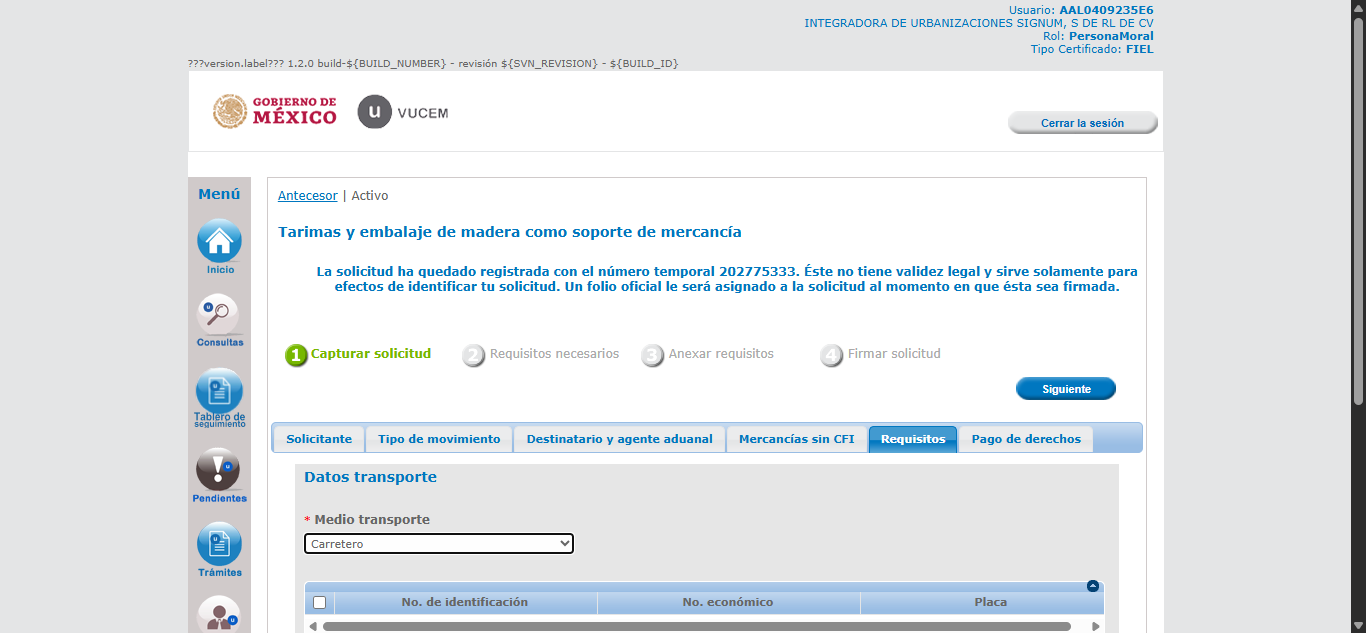 Usuario: AAL0409235E6
INTEGRADORA DE URBANIZACIONES SIGNUM, S DE RL DE CV
Rol: PersonaMoral
Tipo Certificado: FIEL
???version.label??? 1.2.0 build-${BUILD_NUMBER} - revisión ${SVN_REVISION} - ${BUILD_ID}
GOBIERNO DE
MÉXICO
U VUCEM
Cerrar la sesión
Menú
Inicio
Consultas
Tablero de
seguimiento
Pendientes
Trámites
Antecesor | Activo
Tarimas y embalaje de madera como soporte de mercancía
La solicitud ha quedado registrada con el número temporal 202775333. Éste no tiene validez legal y sirve solamente para
efectos de identificar tu solicitud. Un folio oficial le será asignado a la solicitud al momento en que ésta sea firmada.
1 Capturar solicitud 2 Requisitos necesarios 3 Anexar requisitos 4 Firmar solicitud
Siguiente
Solicitante Tipo de movimiento Destinatario y agente aduanal Mercancías sin CFI Requisitos Pago de derechos
Datos transporte
* Medio transporte
Carretero
No. de identificación No. económico Placa